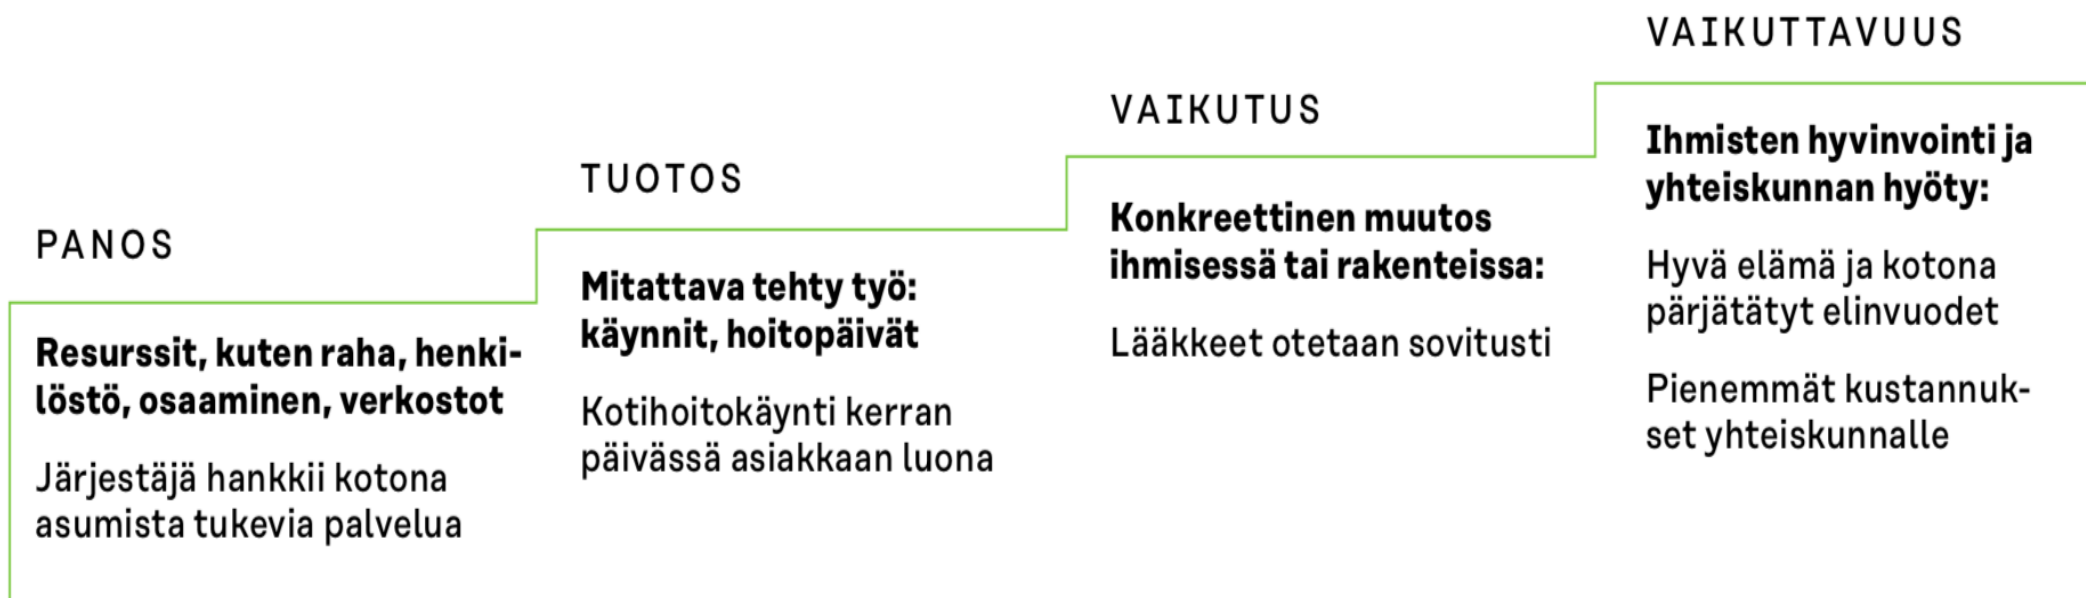 PANOS
Resurssit, kuten raha, henki-
löstö, osaaminen, verkostot
Järjestäjä hankkii kotona
asumista tukevia palvelua
TUOTOS
Mitattava tehty työ:
käynnit, hoitopäivät
Kotihoitokäynti kerran
päivässä asiakkaan luona
VAIKUTUS
Konkreettinen muutos
ihmisessä tai rakenteissa:
Lääkkeet otetaan sovitusti
VAIKUTTAVUUS
Ihmisten hyvinvointi ja
yhteiskunnan hyöty:
Hyvä elämä ja kotona
pärjätätyt elinvuodet
Pienemmät kustannuk-
set yhteiskunnalle